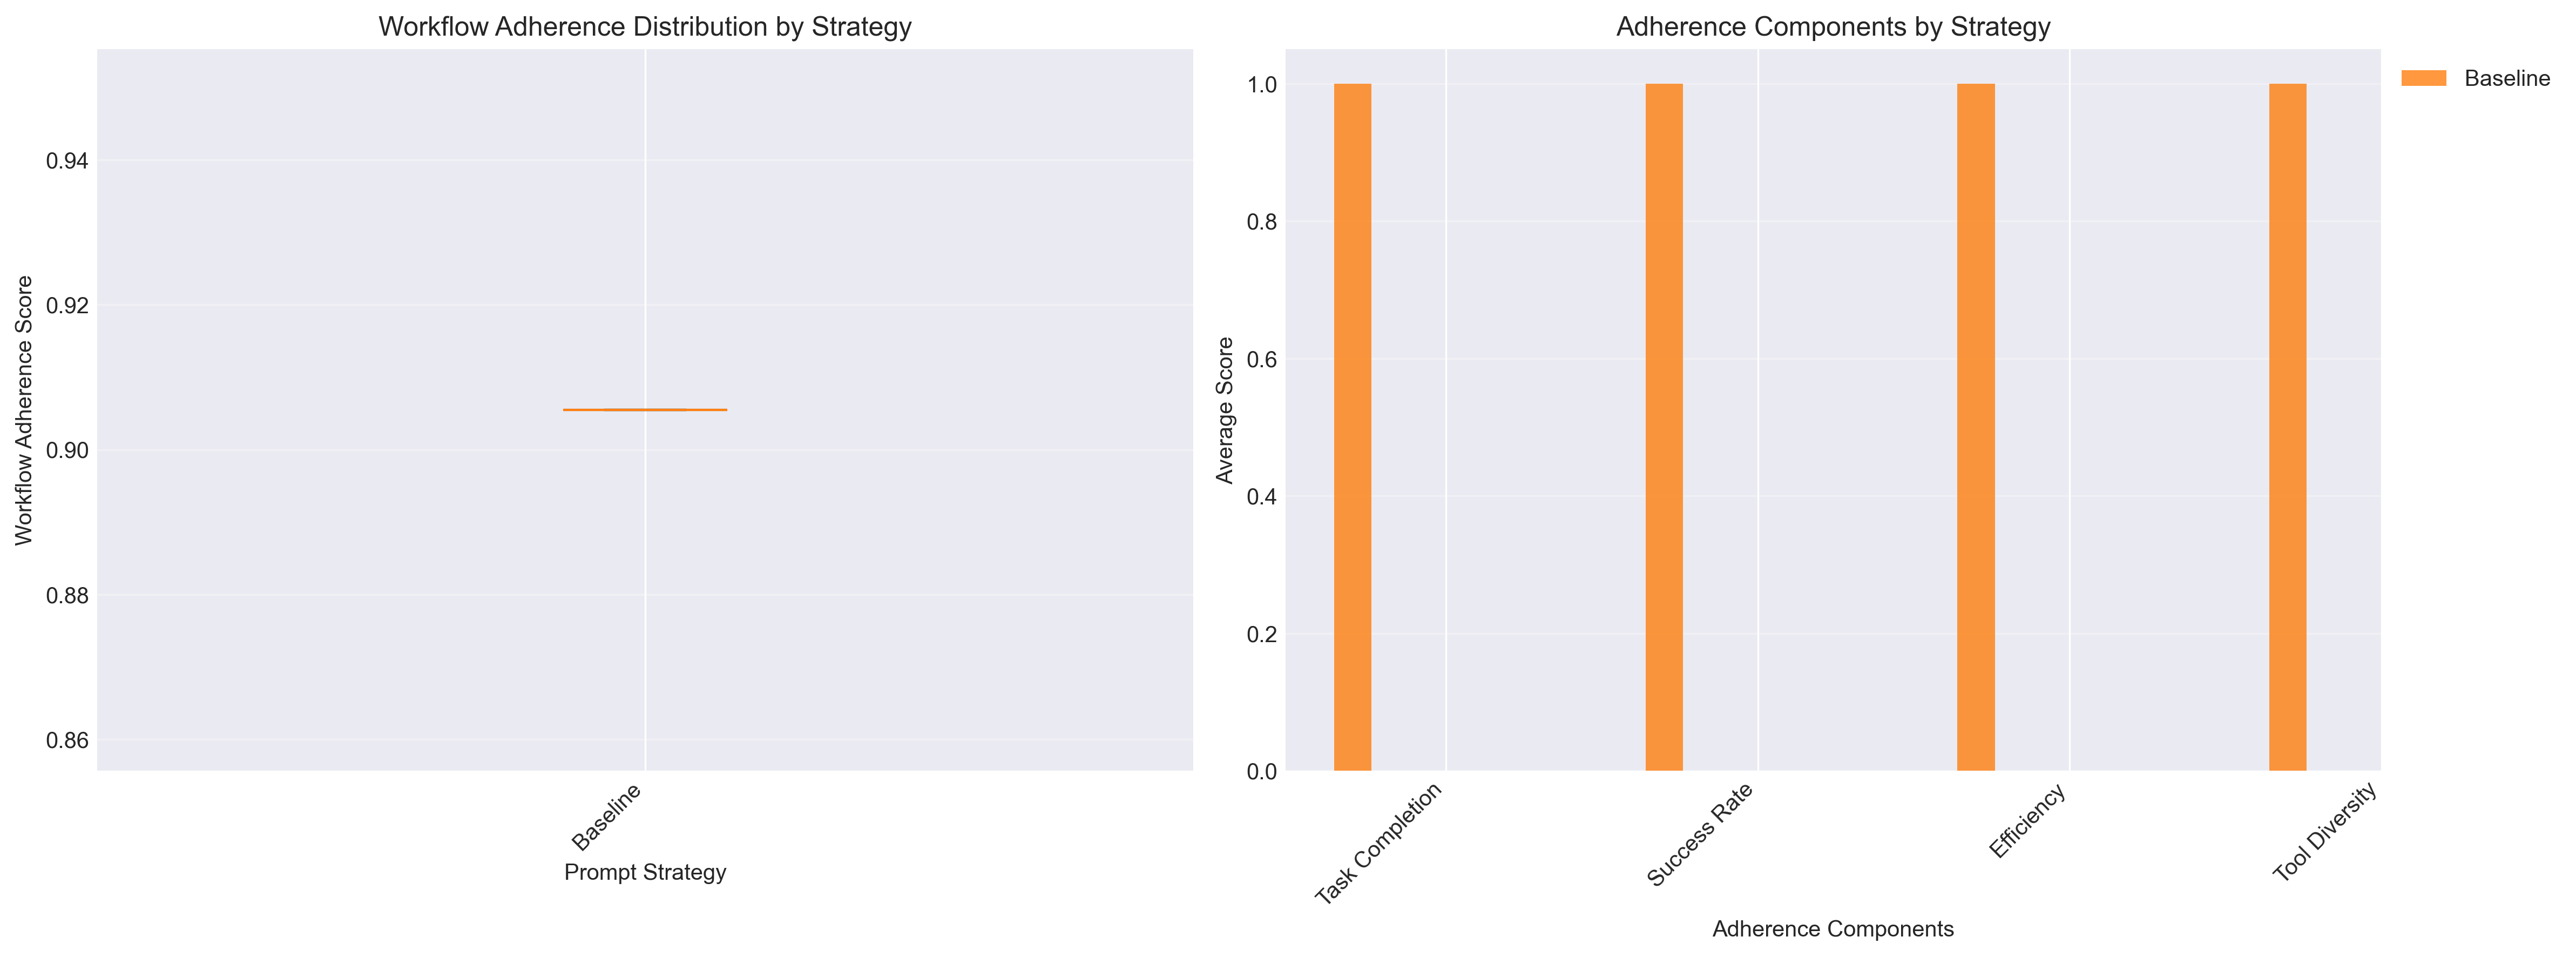 Workflow Adherence Distribution by Strategy
Workflow Adherence Score
0.94
0.92
0.90
0.88
0.86
Baseline
Prompt Strategy
Adherence Components by Strategy
Average Score
1.0
0.8
0.6
0.4
0.2
0.0
Task Completion
Success Rate
Efficiency
Tool Diversity
Adherence Components
Baseline